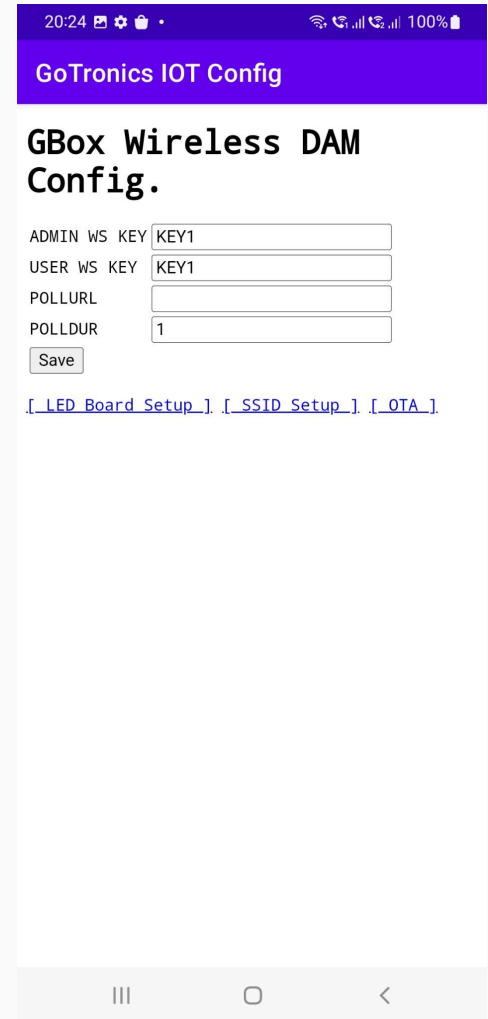 20:24 100%
GoTronics IOT Config
GBox Wireless DAM
Config.
ADMIN WS KEY KEY1
USER WS KEY KEY1
POLLURL
POLLDUR 1
Save
[ LED Board Setup ] [ SSID Setup ] [ OTA ]